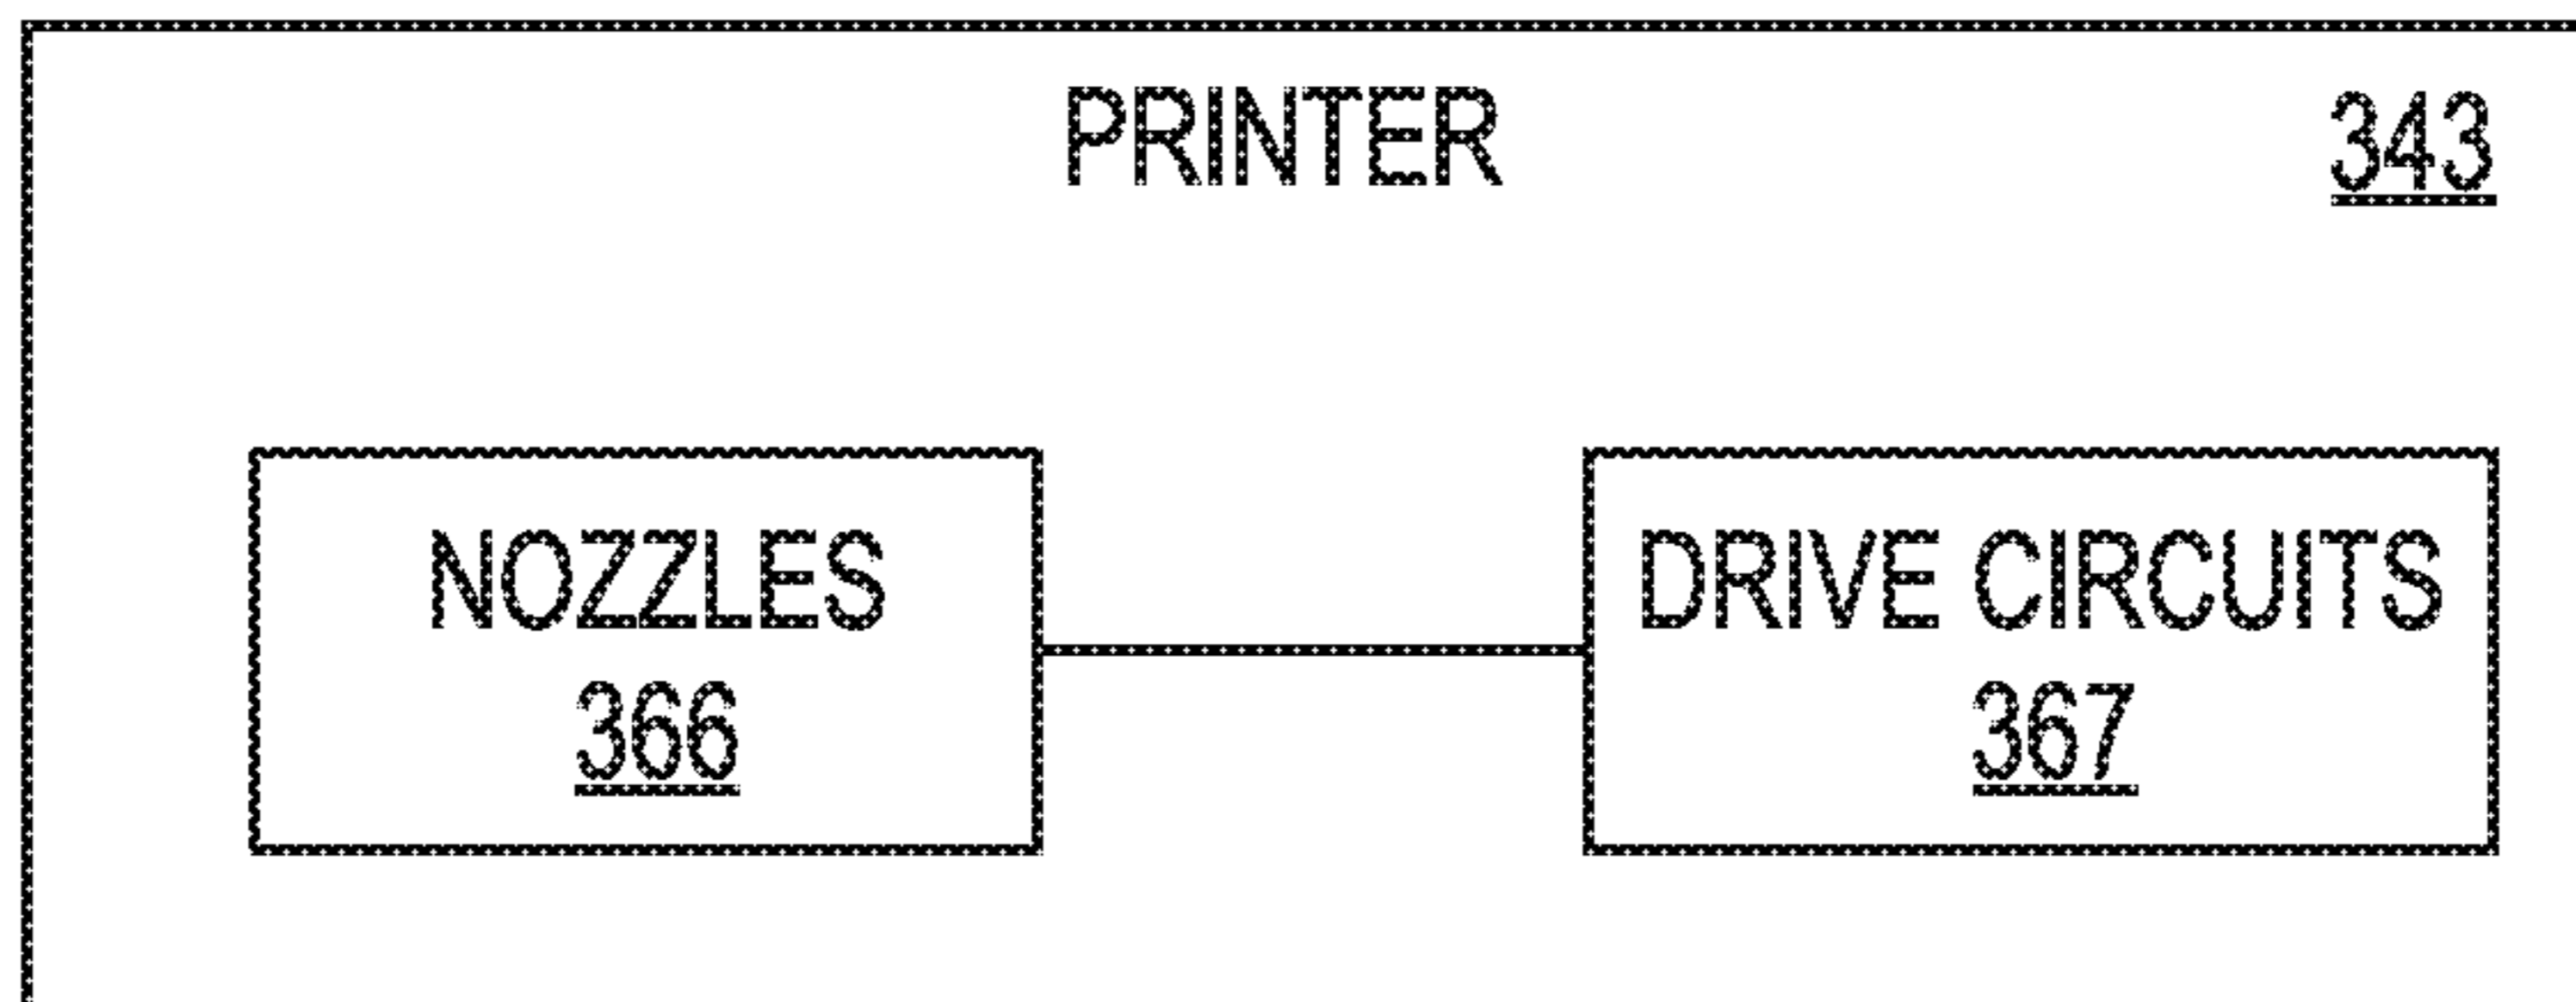 PRINTER 343
NOZZLES
366
DRIVE CIRCUITS
367